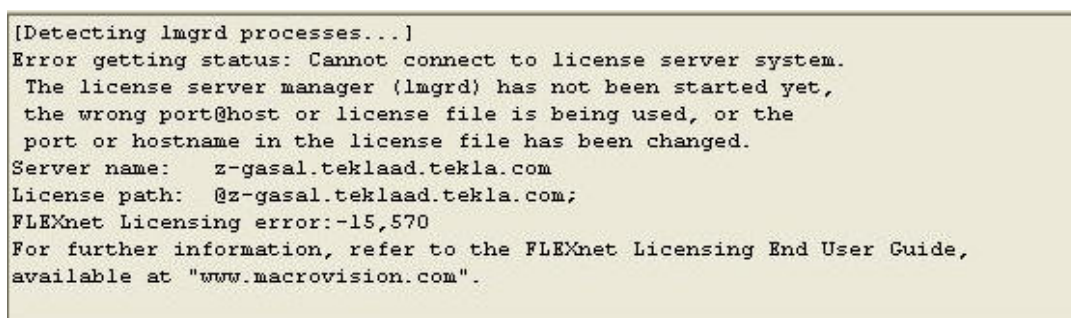 [Detecting lmgrd processes...]
Error getting status: Cannot connect to license server system.
The license server manager (lmgrd) has not been started yet,
the wrong port@host or license file is being used, or the
port or hostname in the license file has been changed.
Server name: z-gasal.teklaad.tekla.com
License path: @z-gasal.teklaad.tekla.com;
FLEXnet Licensing error:-15,570
For further information, refer to the FLEXnet Licensing End User Guide,
available at "www.macrovision.com".